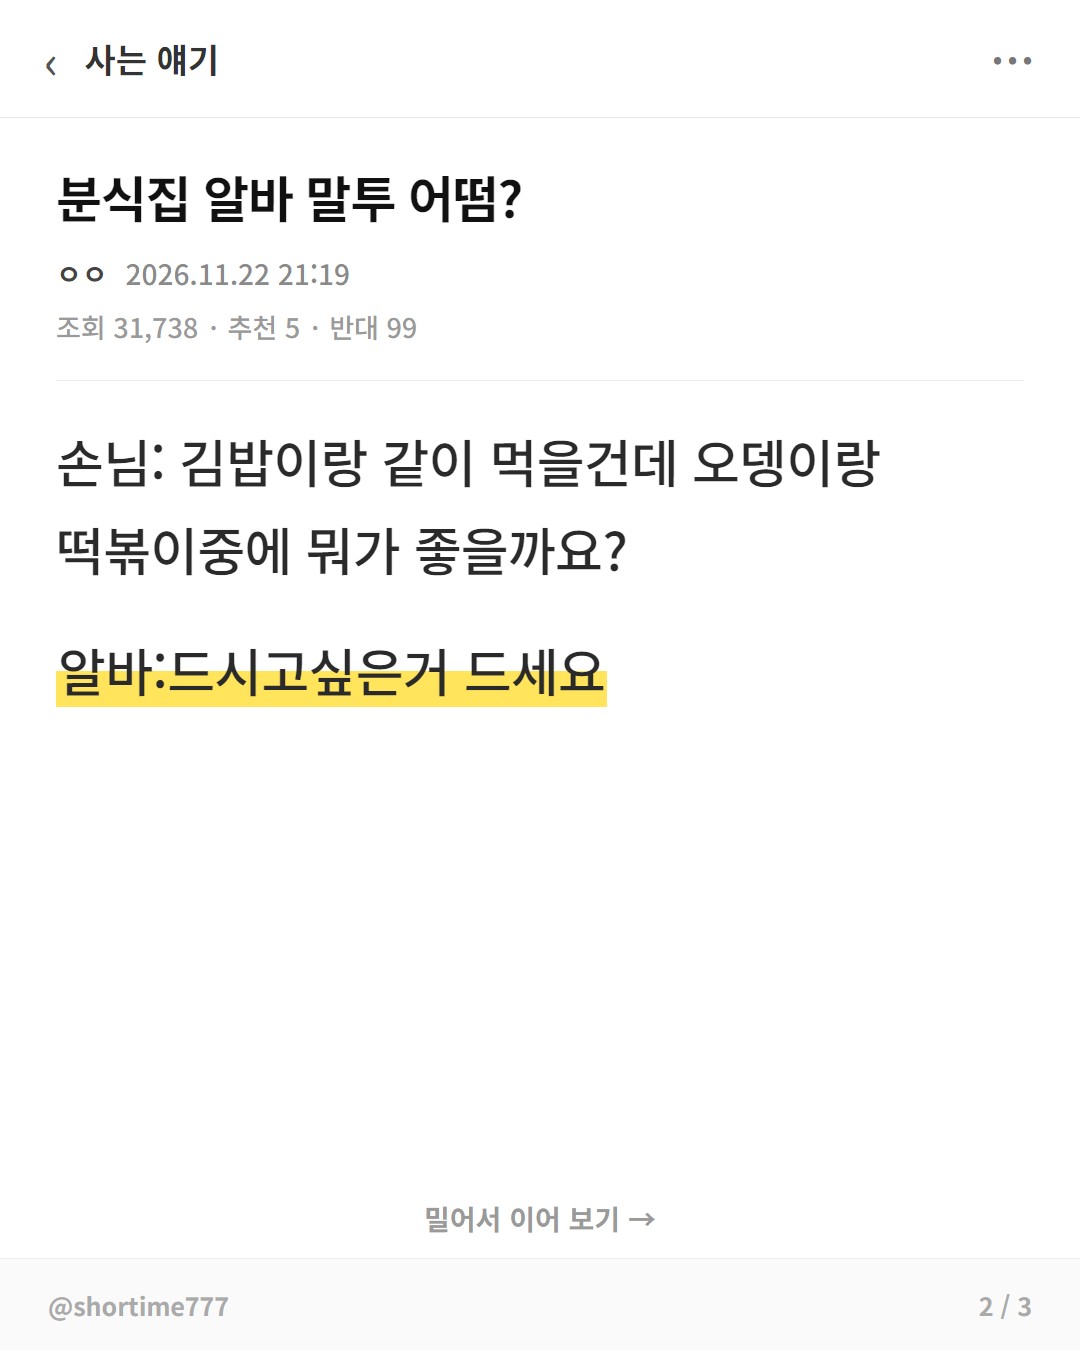 ‹ 사는 얘기 •••
분식집 알바 말투 어떰?
ㅇㅇ 2026.11.22 21:19
조회 31,738 · 추천 5 · 반대 99
손님: 김밥이랑 같이 먹을건데 오뎅이랑
떡볶이중에 뭐가 좋을까요?
알바:드시고싶은거 드세요
밀어서 이어 보기 →
@shortime777 2 / 3